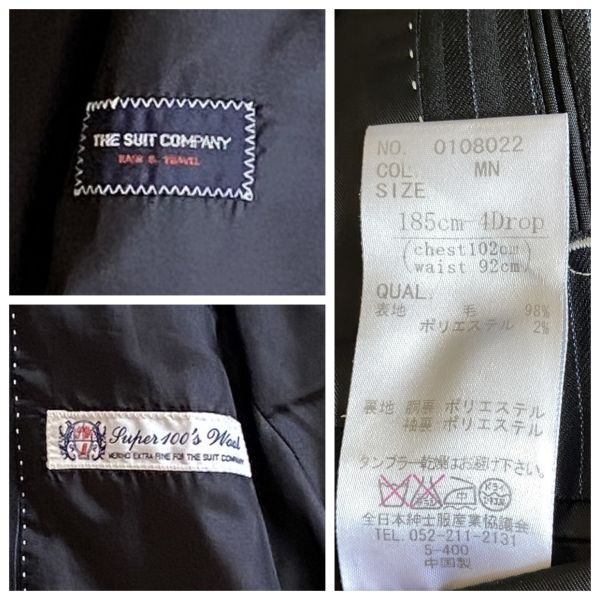 THE SUIT COMPANY
EASE & TRAVEL
Super 100's Wool
MERINO EXTRA FINE FOR THE SUIT COMPANY
NO. 0108022
COL. MN
SIZE
185cm-4Drop
(chest102cm
waist 92cm)
QUAL.
表地 毛 98%
ポリエステル 2%
裏地 胴裏 ポリエステル
袖裏 ポリエステル
タンブラー乾燥はお避け下さい。
ドライ
全日本紳士服産業協議会
TEL.052-211-2131
5-400
中国製